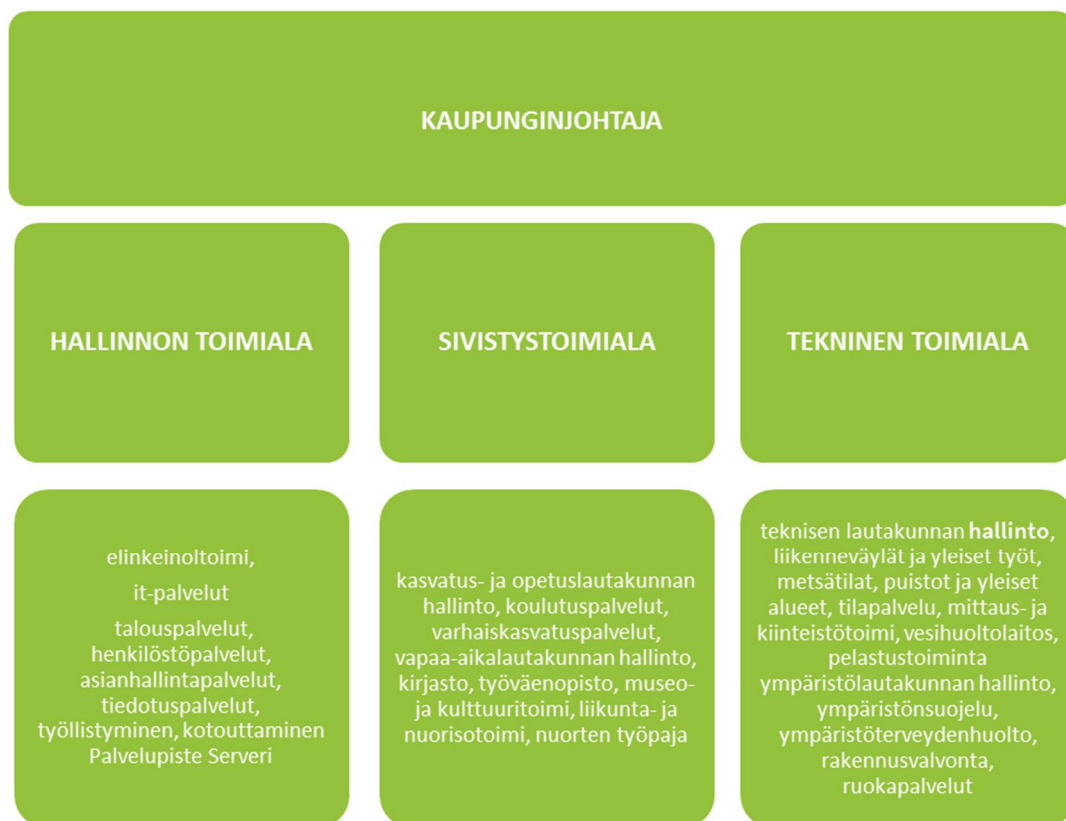 KAUPUNGINJOHTAJA
HALLINNON TOIMIALA
SIVISTYSTOIMIALA
TEKNINEN TOIMIALA
elinkeinoltoimi,
it-palvelut
talouspalvelut,
henkilöstöpalvelut,
asianhallintapalvelut,
tiedotuspalvelut,
työllistyminen, kotouttaminen
Palvelupiste Serveri
kasvatus- ja opetuslautakunnan
hallinto, koulutuspalvelut,
varhaiskasvatuspalvelut,
vapaa-aikalautakunnan hallinto,
kirjasto, työväenopisto, museo-
ja kulttuuritoimi, liikunta- ja
nuorisotoimi, nuorten työpaja
teknisen lautakunnan hallinto,
liikenneväylät ja yleiset työt,
metsätilat, puistot ja yleiset
alueet, tilapalvelu, mittaus- ja
kiinteistötoimi, vesihuoltolaitos,
pelastustoiminta
ympäristölautakunnan hallinto,
ympäristönsuojelu,
ympäristöterveydenhuolto,
rakennusvalvonta,
ruokapalvelut